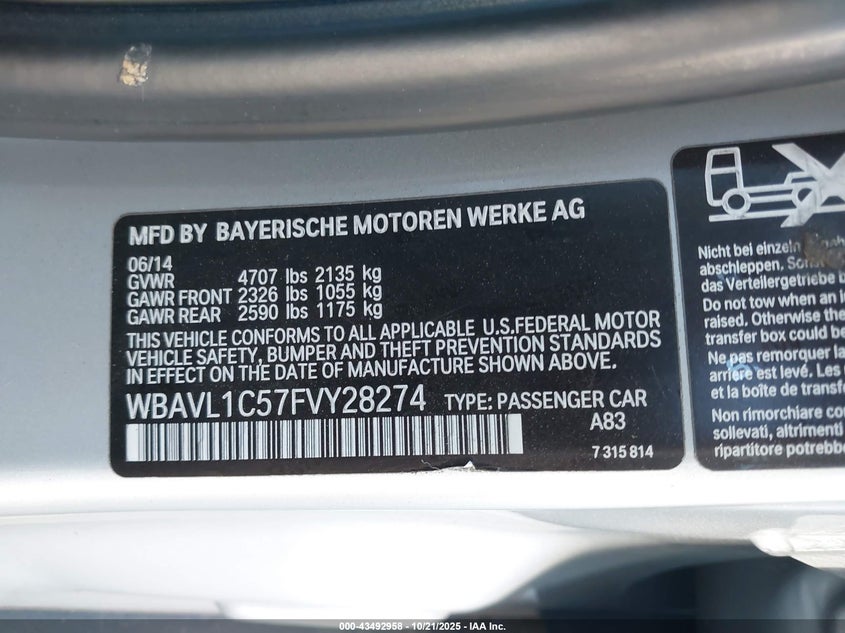 MFD BY BAYERISCHE MOTOREN WERKE AG
06/14
GVWR 4707 lbs 2135 kg
GAWR FRONT 2326 lbs 1055 kg
GAWR REAR 2590 lbs 1175 kg
THIS VEHICLE CONFORMS TO ALL APPLICABLE U.S.FEDERAL MOTOR
VEHICLE SAFETY, BUMPER AND THEFT PREVENTION STANDARDS
IN EFFECT ON THE DATE OF MANUFACTURE SHOWN ABOVE.
WBAVL1C57FVY28274 TYPE: PASSENGER CAR
A83
7 315 814
Nicht bei einzeln
abschleppen.
das Verteilergetriebe
Do not tow when an
raised. Otherwise the
transfer box could be
Ne pas remorquer
arrière est levé. Les
et la boîte de
Non rimorchiare
sollevati, altrimenti
ripartitore
000-43492958 - 10/21/2025 - IAA Inc.